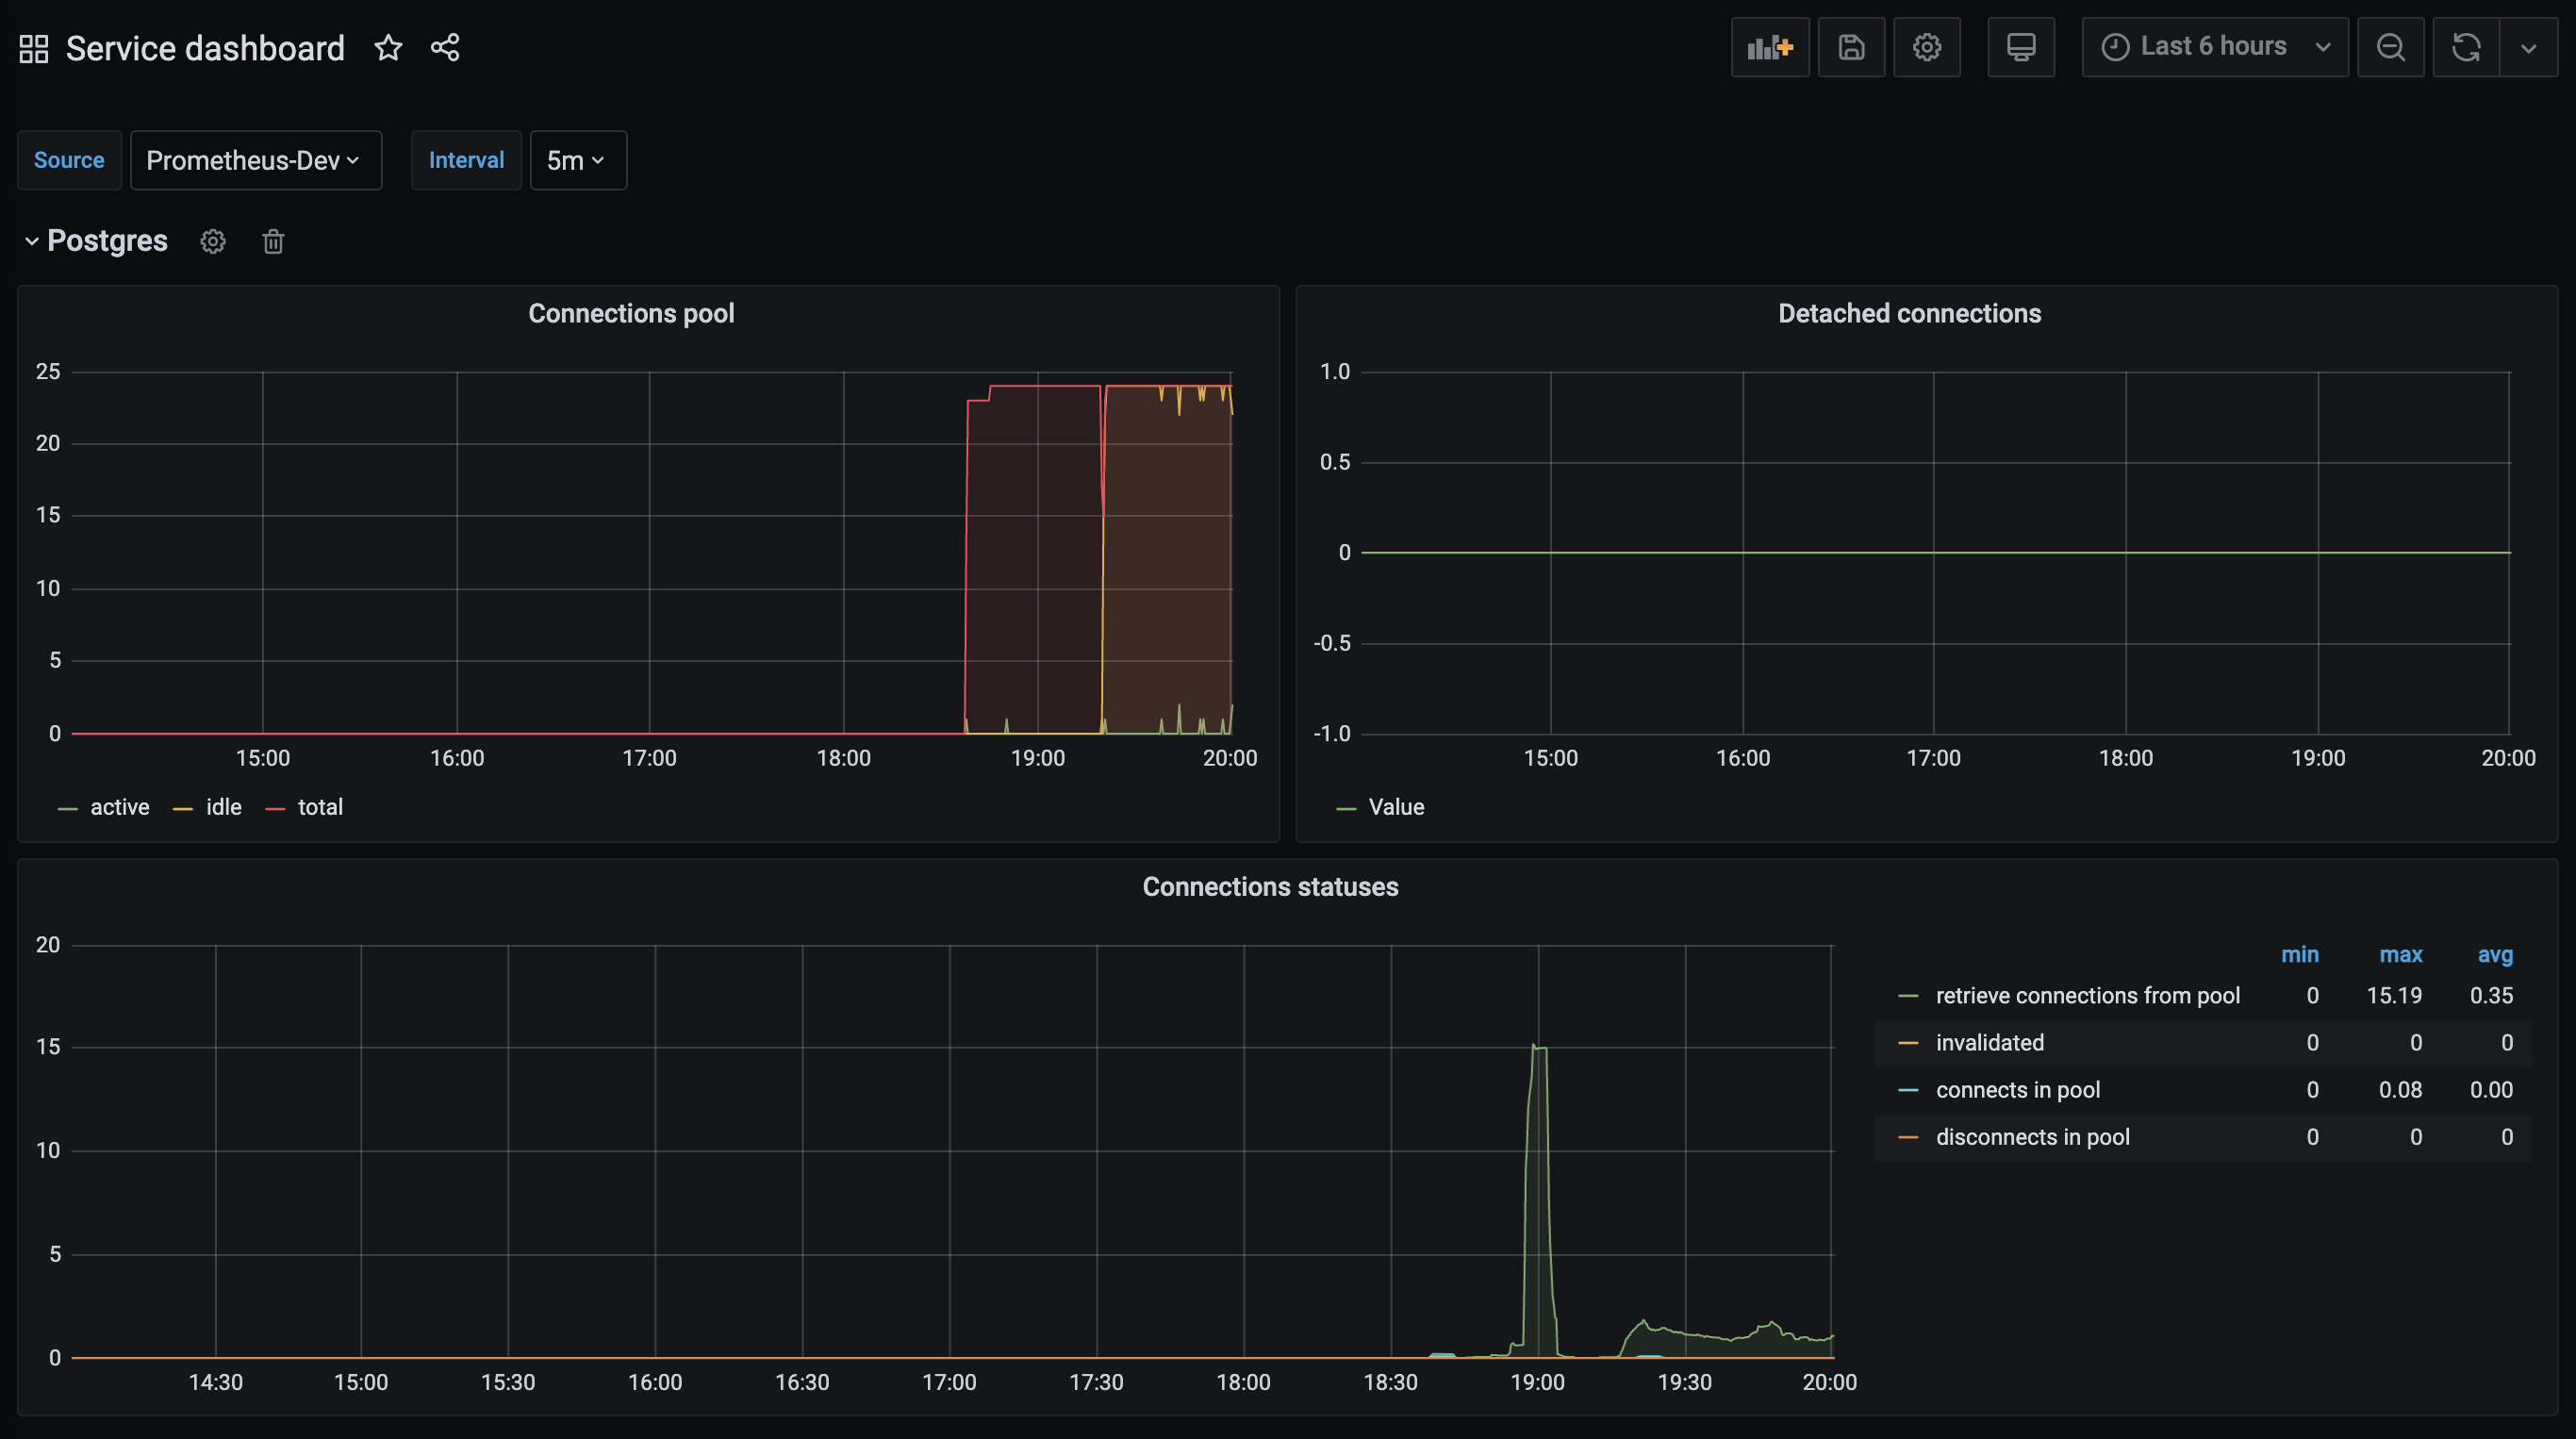 Service dashboard
Last 6 hours
Source Prometheus-Dev Interval 5m
Postgres
Connections pool
25
20
15
10
5
0
15:00 16:00 17:00 18:00 19:00 20:00
active idle total
Detached connections
1.0
0.5
0
-0.5
-1.0
15:00 16:00 17:00 18:00 19:00 20:00
Value
Connections statuses
20
15
10
5
0
14:30 15:00 15:30 16:00 16:30 17:00 17:30 18:00 18:30 19:00 19:30 20:00
min max avg
retrieve connections from pool 0 15.19 0.35
invalidated 0 0 0
connects in pool 0 0.08 0.00
disconnects in pool 0 0 0